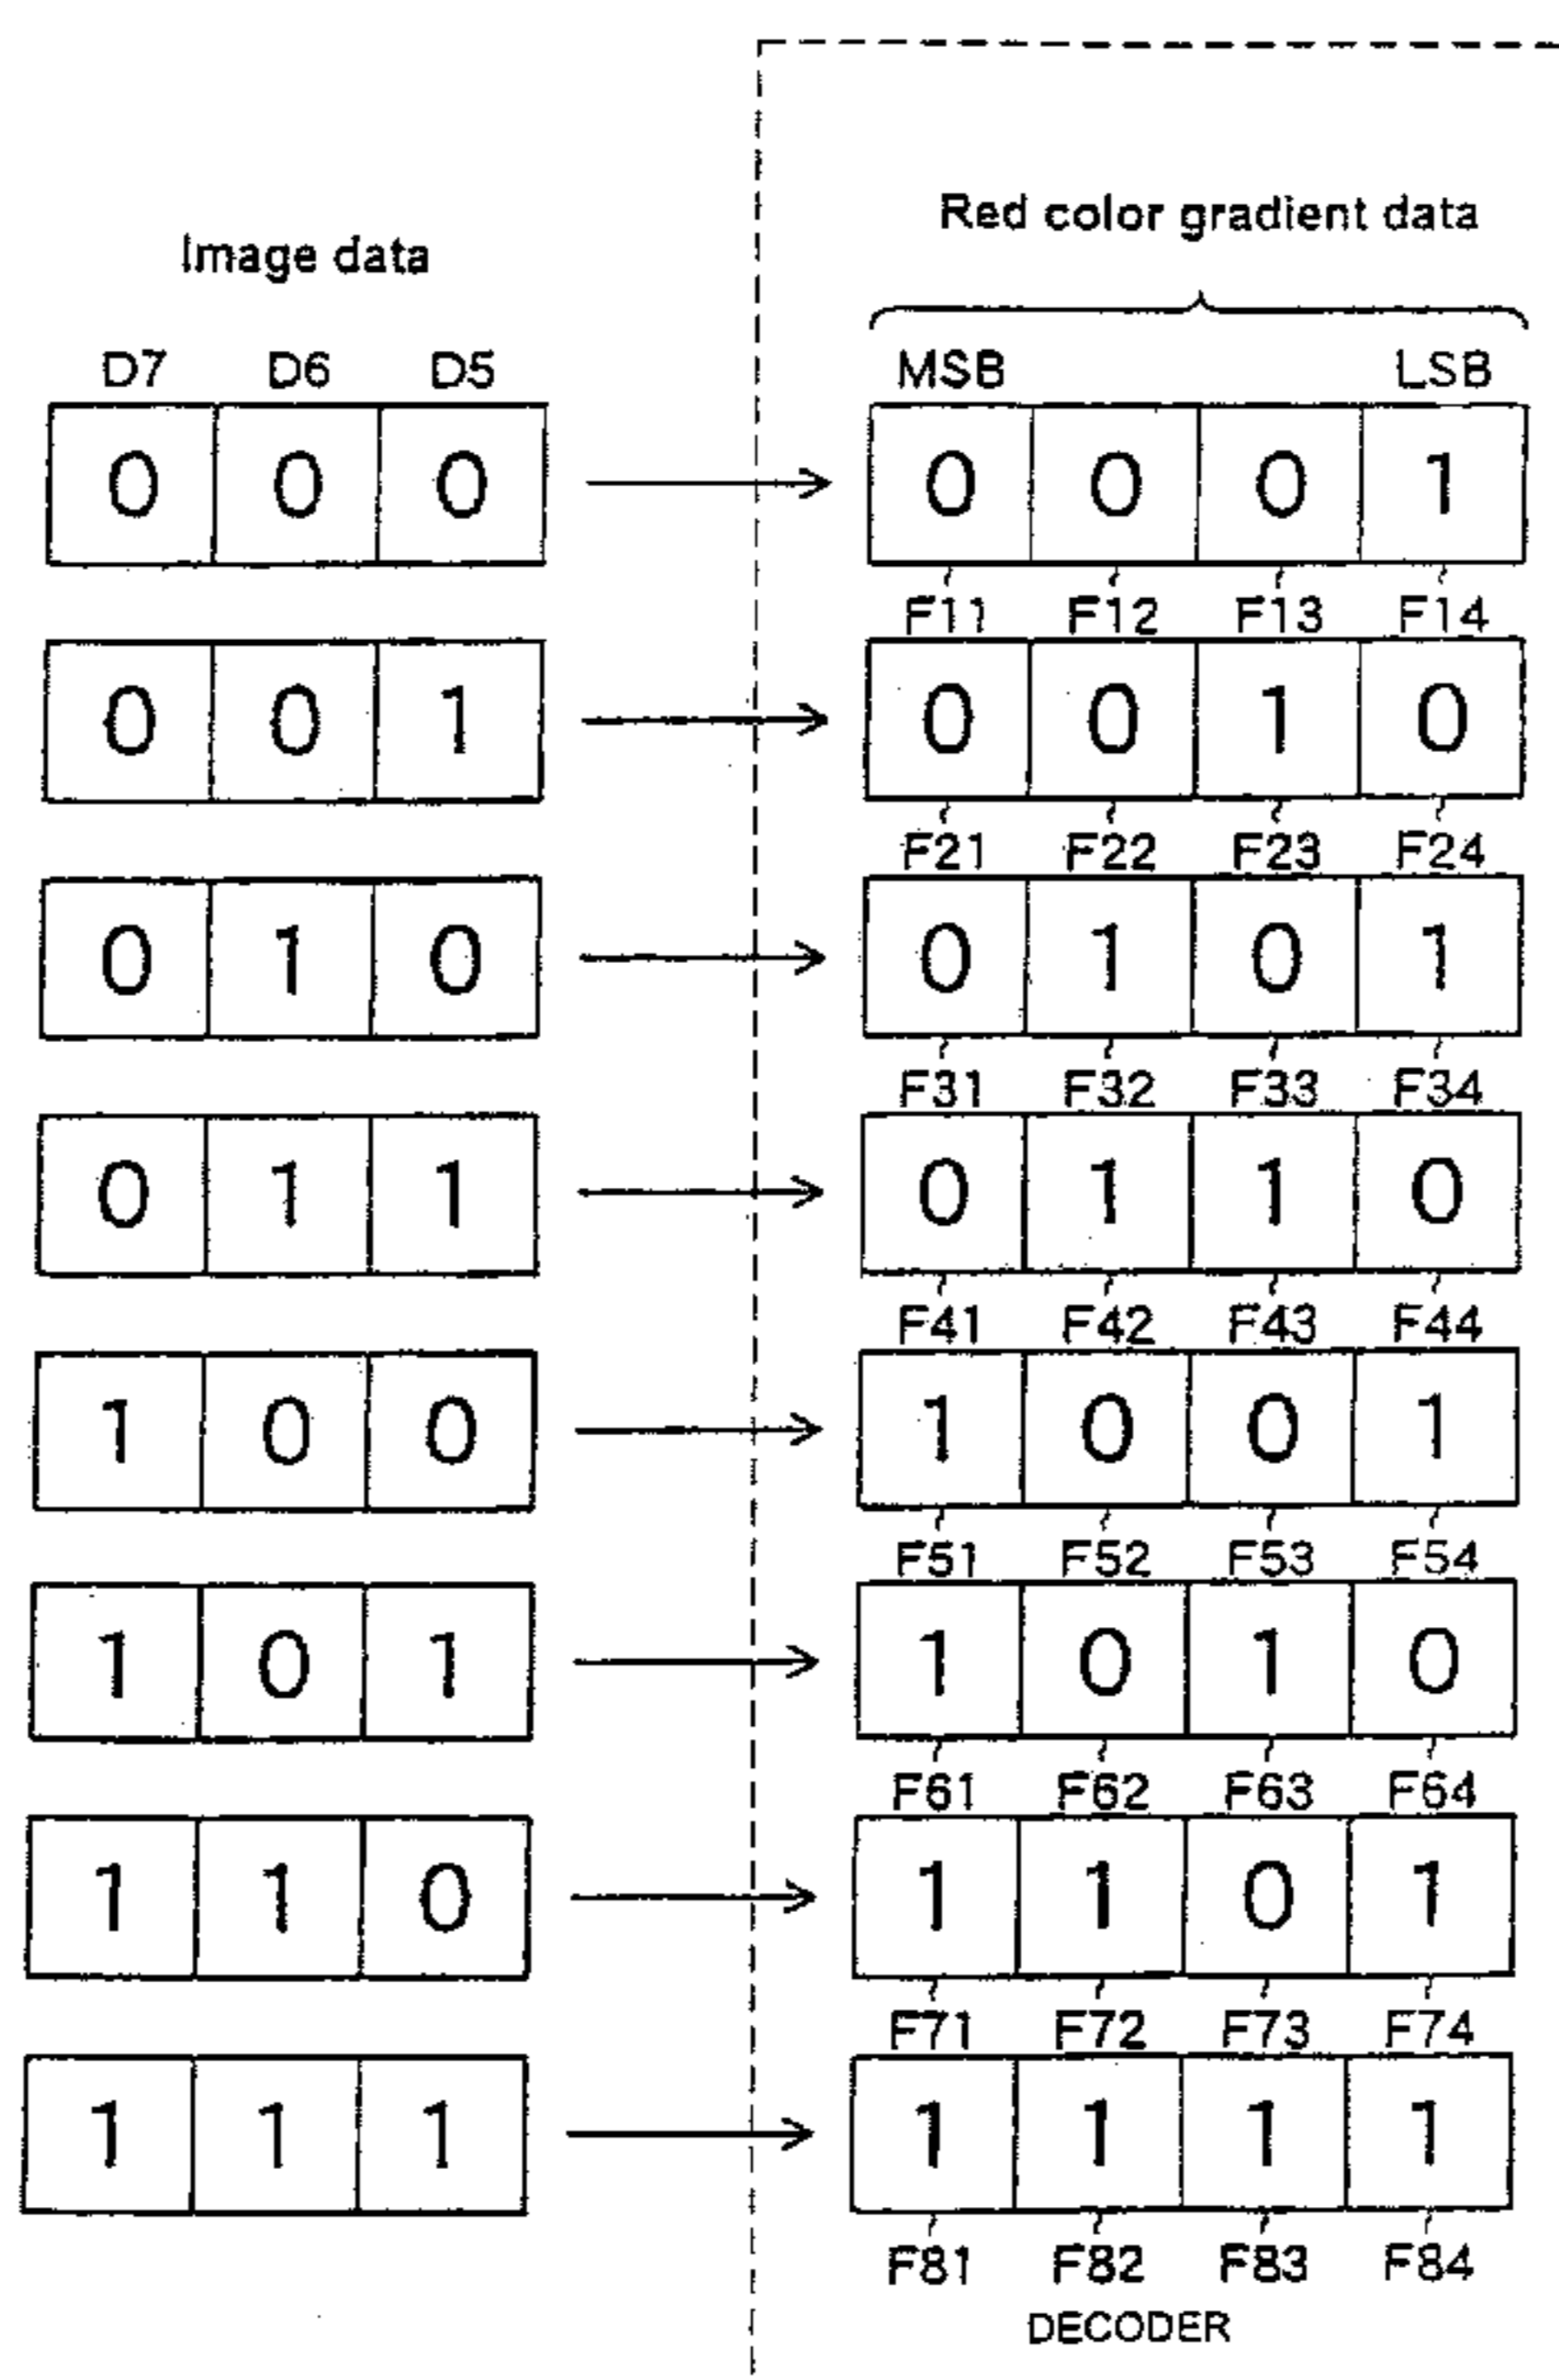 Red color gradient data
Image data
D7 D6 D5 MSB LSB
0 0 0 0 0 0 1
F11 F12 F13 F14
0 0 1 0 0 1 0
F21 F22 F23 F24
0 1 0 0 1 0 1
F31 F32 F33 F34
0 1 1 0 1 1 0
F41 F42 F43 F44
1 0 0 1 0 0 1
F51 F52 F53 F54
1 0 1 1 0 1 0
F61 F62 F63 F64
1 1 0 1 1 0 1
F71 F72 F73 F74
1 1 1 1 1 1 1
F81 F82 F83 F84
DECODER